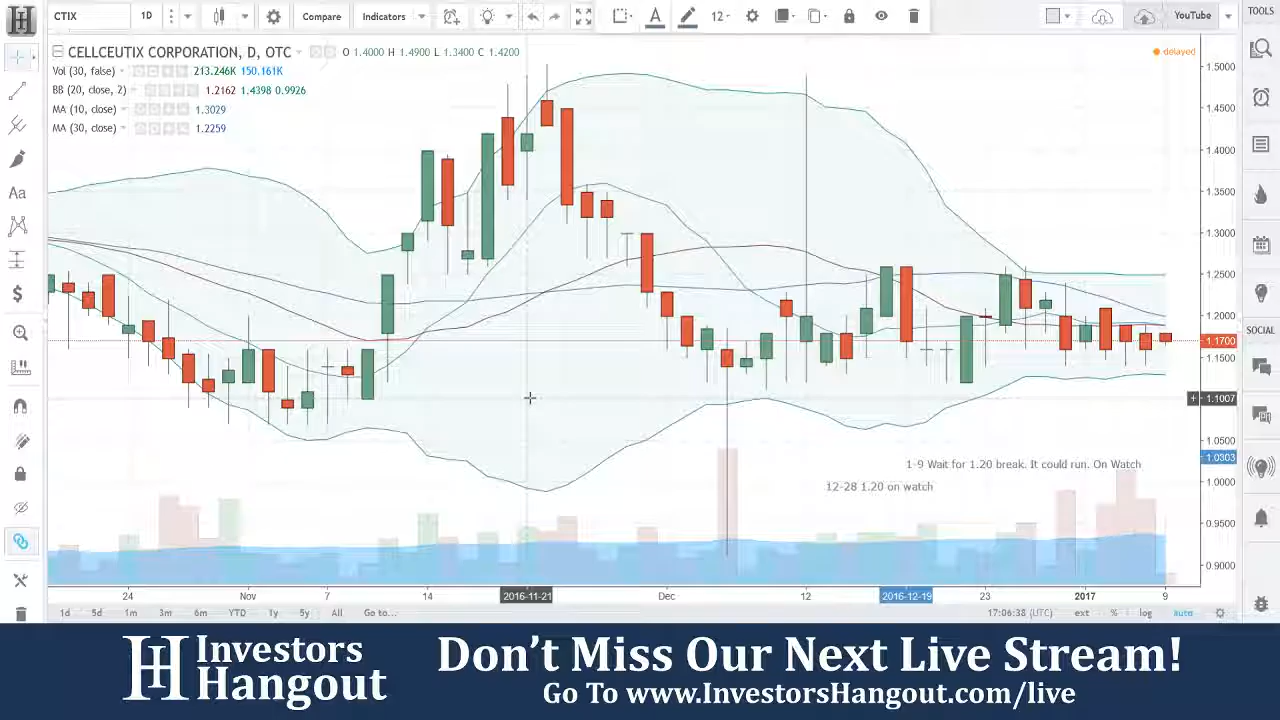 CTIX 1D Compare Indicators 12 YouTube TOOLS
CELLCEUTIX CORPORATION, D, OTC O 1.4000 H 1.4900 L 1.3400 C 1.4200
delayed
Vol (30, false) 213.246K 150.161K
BB (20, close, 2) 1.2162 1.4398 0.9926
MA (10, close) 1.3029
MA (30, close) 1.2259
Aa
$
1.5000
1.4500
1.4000
1.3500
1.3000
1.2500
1.2000
1.1700
1.1500
+ 1.1007
1.0500
1.0303
1.0000
0.9500
0.9000
SOCIAL
1-9 Wait for 1.20 break. It could run. On Watch
12-28 1.20 on watch
24 Nov 7 14 2016-11-21 Dec 12 2016-12-19 23 2017 9
1d 5d 1m 3m 6m YTD 1y 5y All Go to... 17:06:38 (UTC) ext % log auto
Investors
Hangout
Don't Miss Our Next Live Stream!
Go To www.InvestorsHangout.com/live